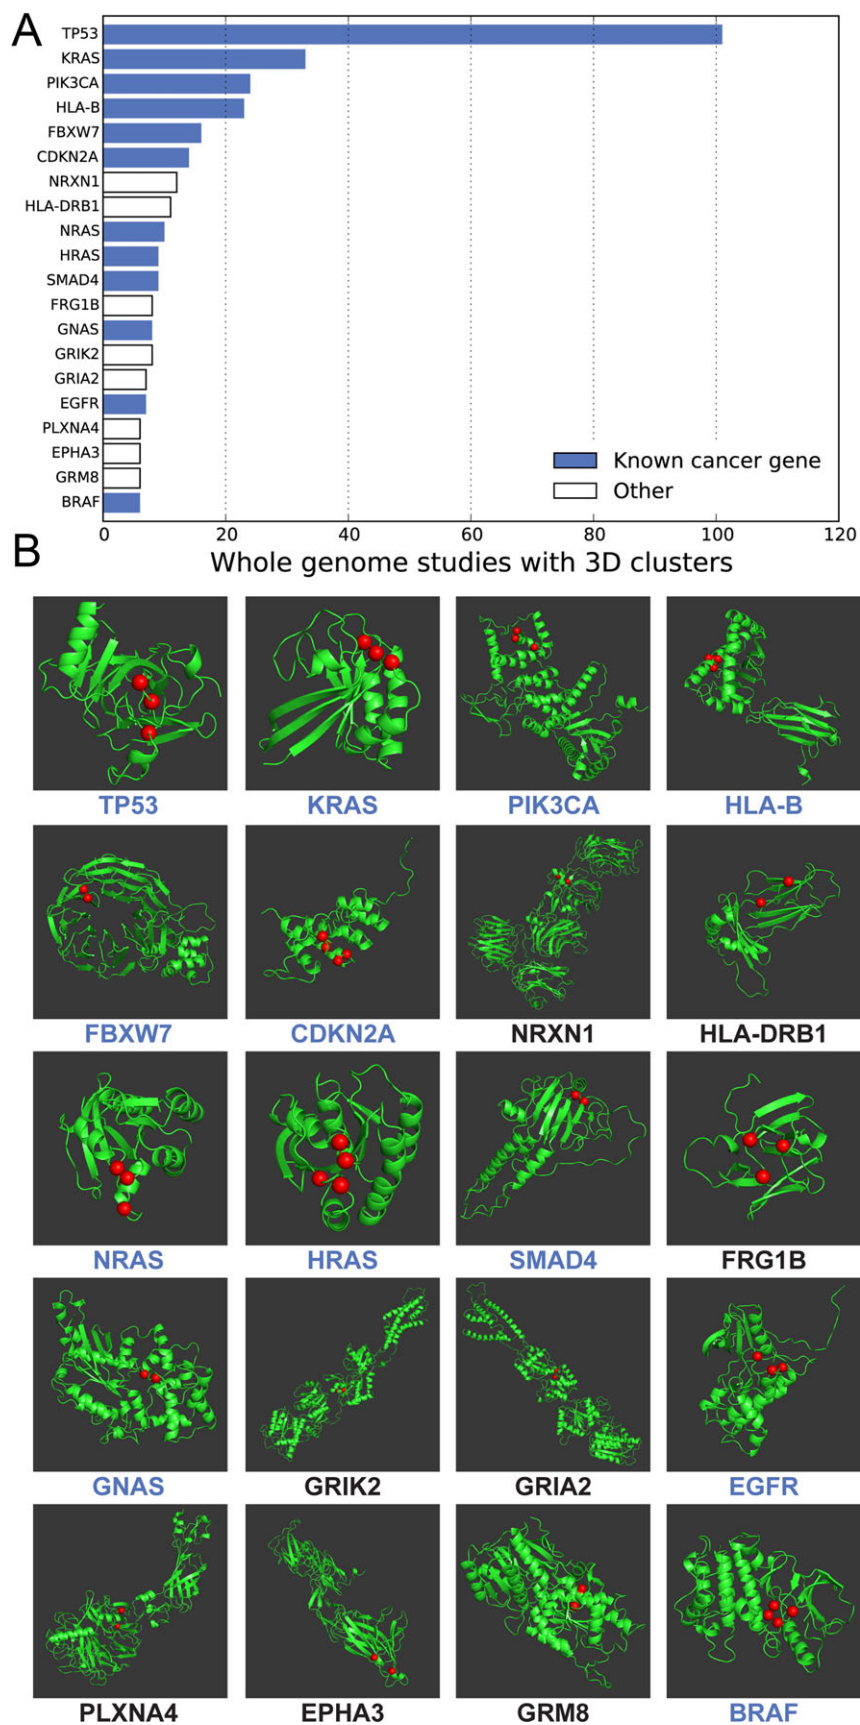 A
TP53
KRAS
PIK3CA
HLA-B
FBXW7
CDKN2A
NRXN1
HLA-DRB1
NRAS
HRAS
SMAD4
FRG1B
GNAS
GRIK2
GRIA2
EGFR
PLXNA4
EPHA3
GRM8
BRAF
Known cancer gene
Other
0 20 40 60 80 100 120
Whole genome studies with 3D clusters
B
TP53 KRAS PIK3CA HLA-B
FBXW7 CDKN2A NRXN1 HLA-DRB1
NRAS HRAS SMAD4 FRG1B
GNAS GRIK2 GRIA2 EGFR
PLXNA4 EPHA3 GRM8 BRAF